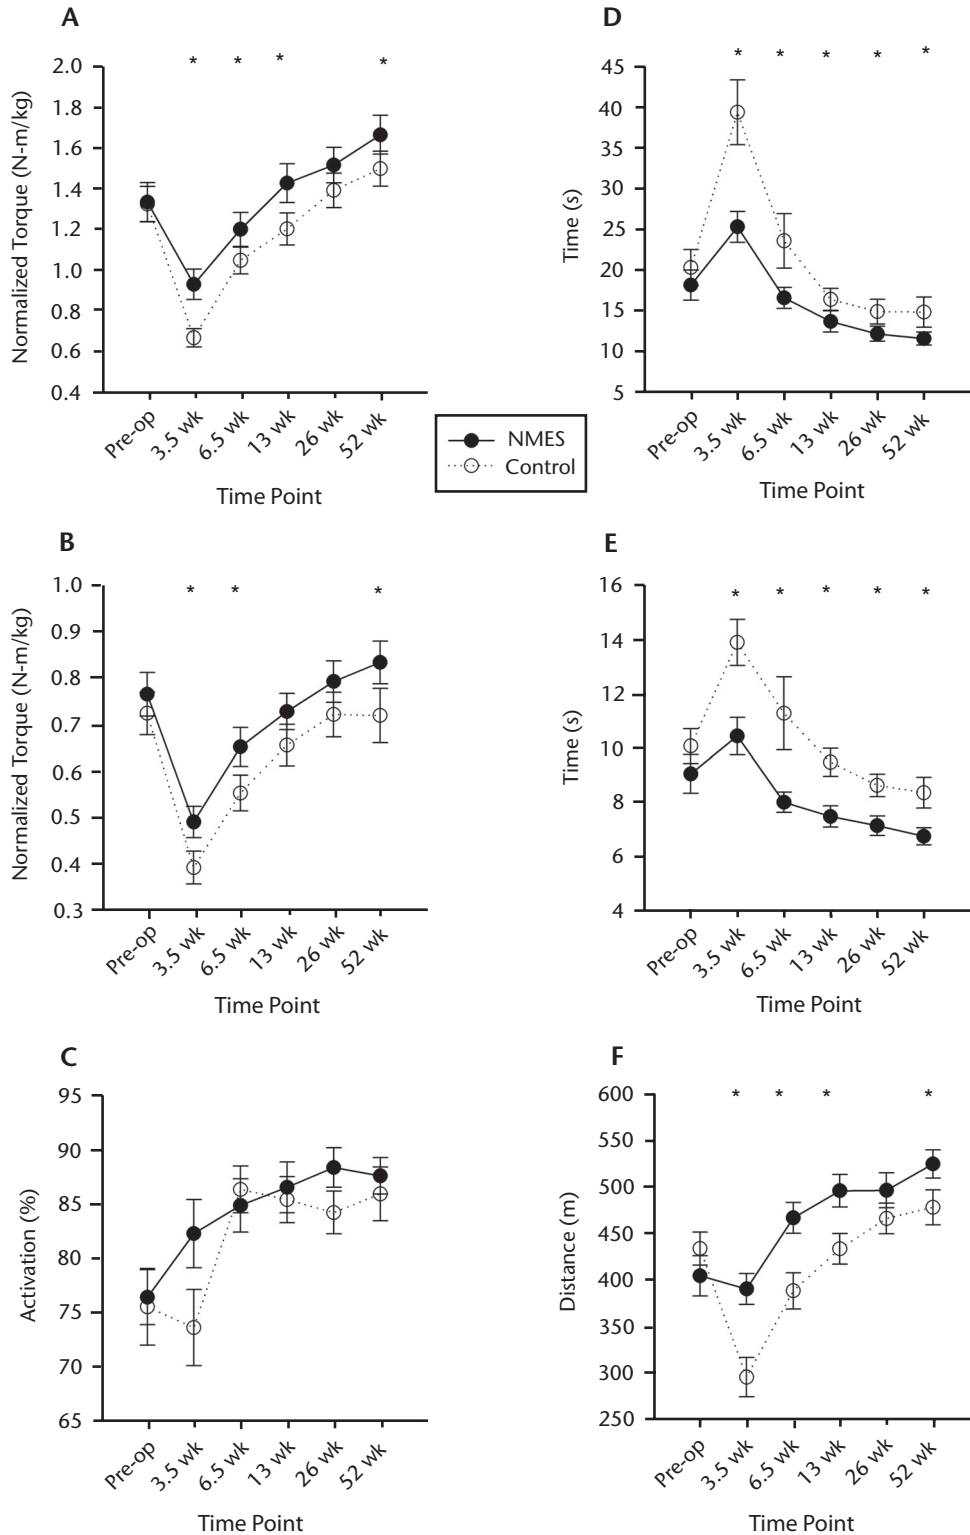 A
* * * *
Normalized Torque (N-m/kg)
2.0
1.8
1.6
1.4
1.2
1.0
0.8
0.6
0.4
Pre-op
3.5 wk
6.5 wk
13 wk
26 wk
52 wk
Time Point
D
* * * * *
Time (s)
45
40
35
30
25
20
15
10
5
Pre-op
3.5 wk
6.5 wk
13 wk
26 wk
52 wk
Time Point
NMES
Control
B
* * *
Normalized Torque (N-m/kg)
1.0
0.9
0.8
0.7
0.6
0.5
0.4
0.3
Pre-op
3.5 wk
6.5 wk
13 wk
26 wk
52 wk
Time Point
E
* * * * *
Time (s)
16
14
12
10
8
6
4
Pre-op
3.5 wk
6.5 wk
13 wk
26 wk
52 wk
Time Point
C
Activation (%)
95
90
85
80
75
70
65
Pre-op
3.5 wk
6.5 wk
13 wk
26 wk
52 wk
Time Point
F
* * * *
Distance (m)
600
550
500
450
400
350
300
250
Pre-op
3.5 wk
6.5 wk
13 wk
26 wk
52 wk
Time Point